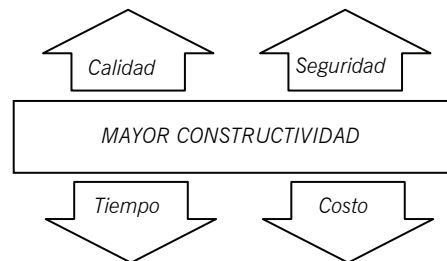 Calidad
Seguridad
MAYOR CONSTRUCTIVIDAD
Tiempo
Costo